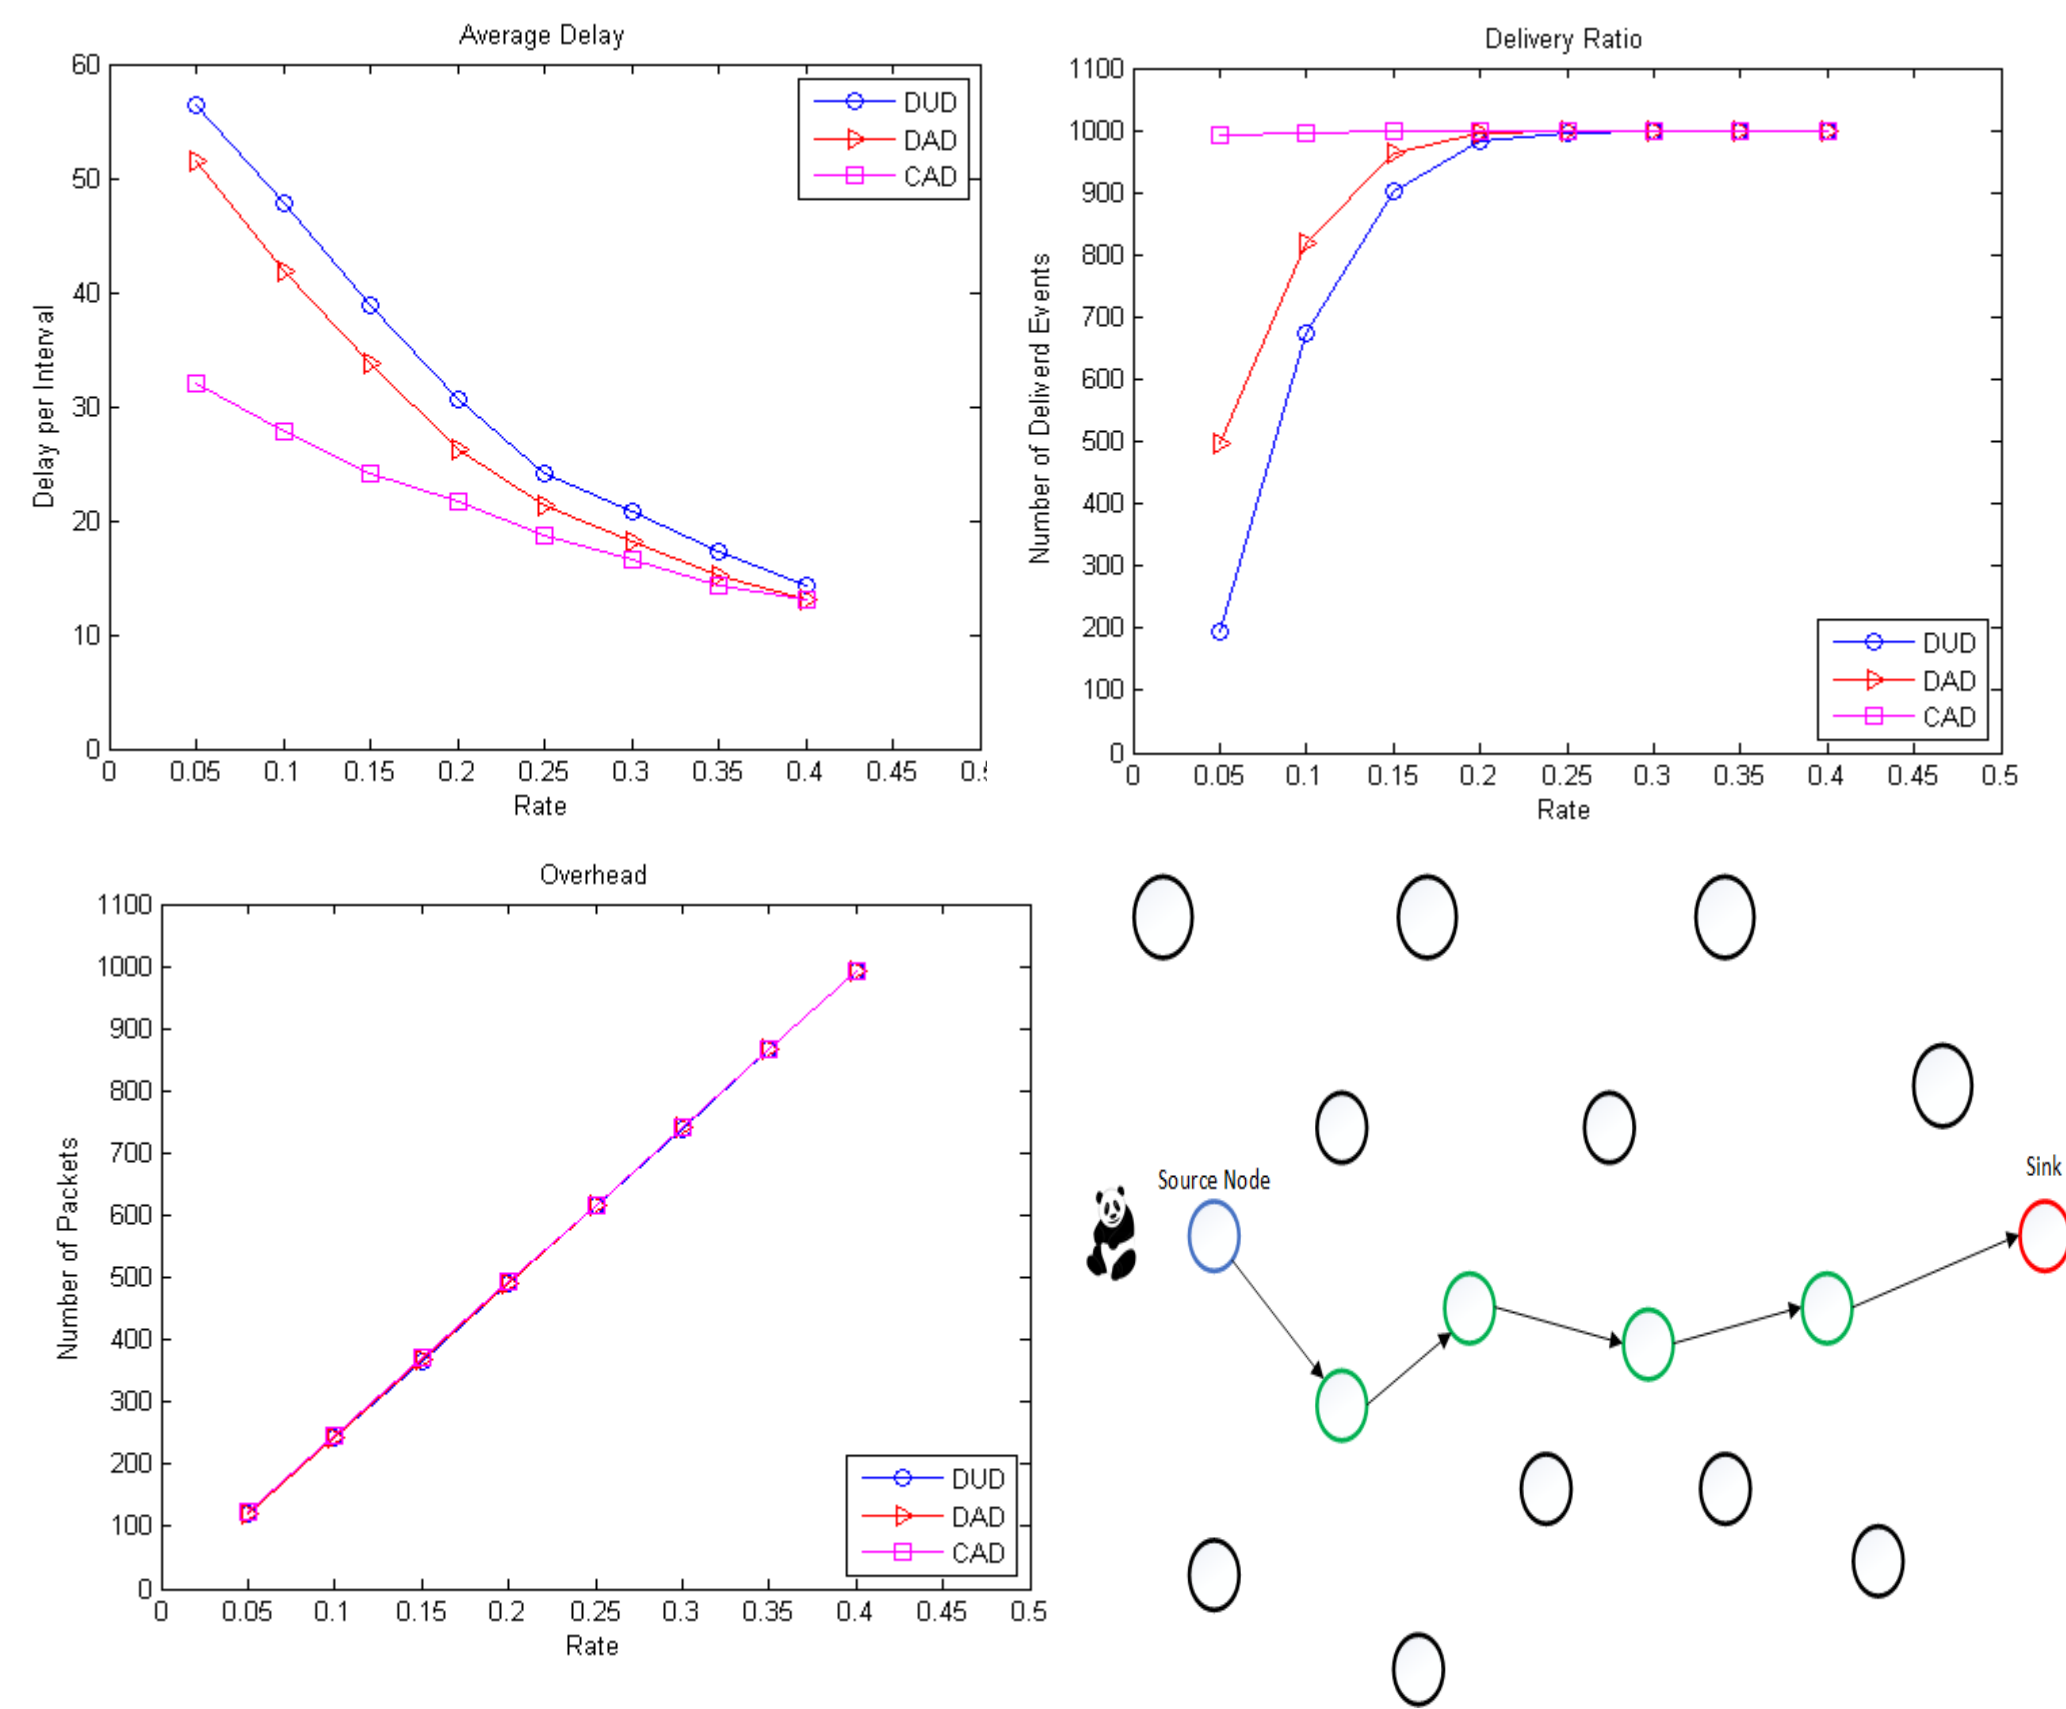 Average Delay
60
50
40
30
20
10
0
Delay per Interval
DUD
DAD
CAD
0 0.05 0.1 0.15 0.2 0.25 0.3 0.35 0.4 0.45
Rate
Delivery Ratio
1100
1000
900
800
700
600
500
400
300
200
100
0
Number of Deliverd Events
DUD
DAD
CAD
0 0.05 0.1 0.15 0.2 0.25 0.3 0.35 0.4 0.45 0.5
Rate
Overhead
1100
1000
900
800
700
600
500
400
300
200
100
0
Number of Packets
DUD
DAD
CAD
0 0.05 0.1 0.15 0.2 0.25 0.3 0.35 0.4 0.45 0.5
Rate
Source Node
Sink